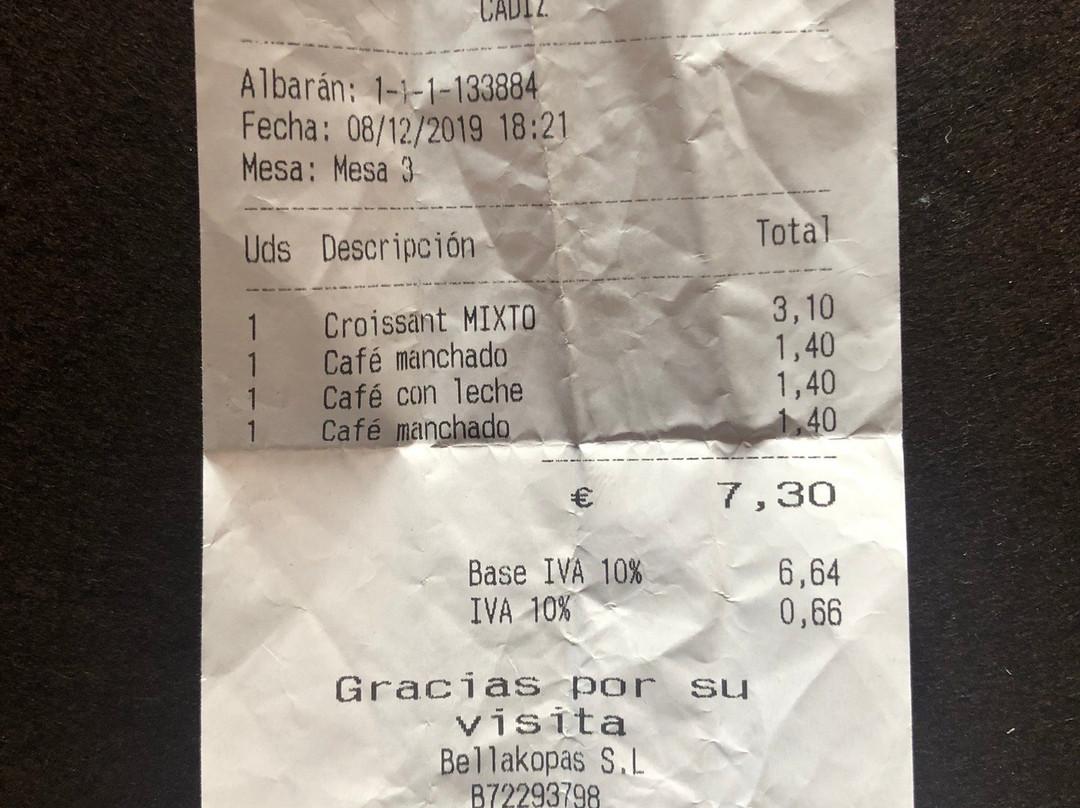 CADIZ
Albarán: 1-1-1-133884
Fecha: 08/12/2019 18:21
Mesa: Mesa 3
Uds Descripción Total
1 Croissant MIXTO 3,10
1 Café manchado 1,40
1 Café con leche 1,40
1 Café manchado 1,40
€ 7,30
Base IVA 10% 6,64
IVA 10% 0,66
Gracias por su
visita
Bellakopas S.L
B72293798